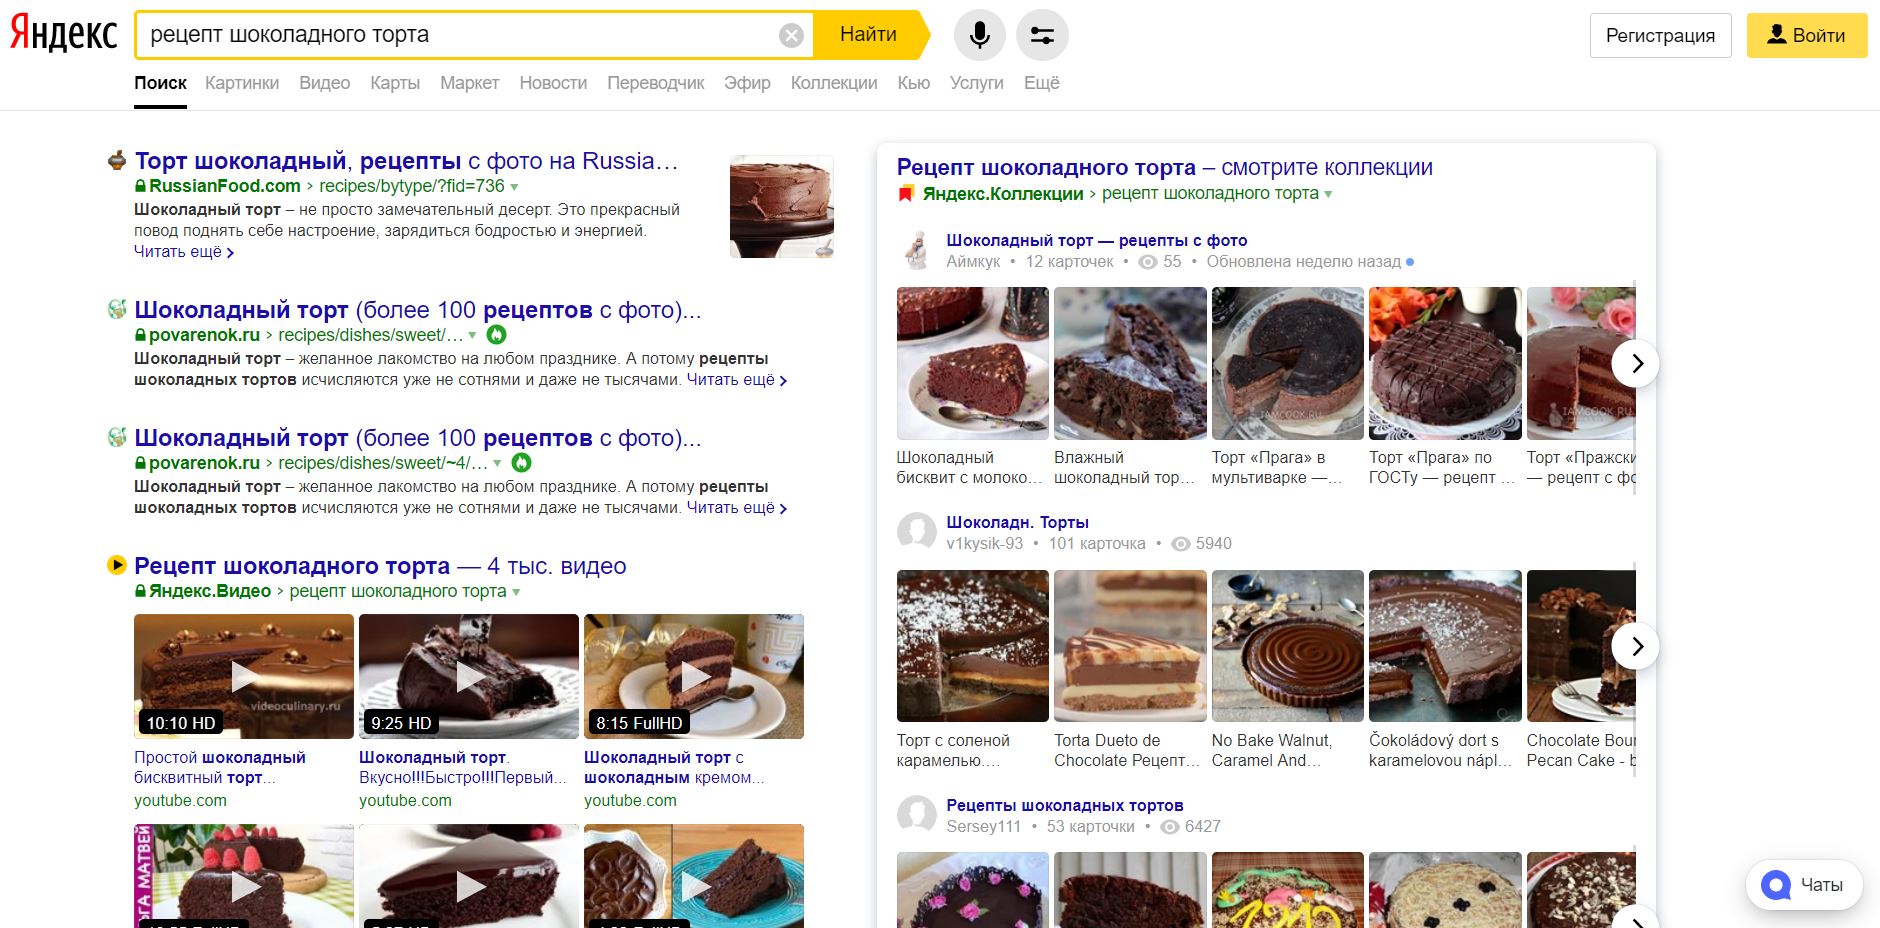 Яндекс
рецепт шоколадного торта
Найти
Регистрация
Войти
Поиск Картинки Видео Карты Маркет Новости Переводчик Эфир Коллекции Кью Услуги Ещё
Торт шоколадный, рецепты с фото на Russia…
RussianFood.com › recipes/bytype/?fid=736
Шоколадный торт – не просто замечательный десерт. Это прекрасный
повод поднять себе настроение, зарядиться бодростью и энергией.
Читать ещё
Шоколадный торт (более 100 рецептов с фото)...
povarenok.ru › recipes/dishes/sweet/…
Шоколадный торт – желанное лакомство на любом празднике. А потому рецепты
шоколадных тортов исчисляются уже не сотнями и даже не тысячами. Читать ещё
Шоколадный торт (более 100 рецептов с фото)...
povarenok.ru › recipes/dishes/sweet/~4/…
Шоколадный торт – желанное лакомство на любом празднике. А потому рецепты
шоколадных тортов исчисляются уже не сотнями и даже не тысячами. Читать ещё
Рецепт шоколадного торта — 4 тыс. видео
Яндекс.Видео › рецепт шоколадного торта
videoculinary.ru
10:10 HD
9:25 HD
8:15 FullHD
Простой шоколадный
бисквитный торт...
youtube.com
Шоколадный торт.
Вкусно!!!Быстро!!!Первый...
youtube.com
Шоколадный торт с
шоколадным кремом...
youtube.com
Рецепт шоколадного торта – смотрите коллекции
Яндекс.Коллекции › рецепт шоколадного торта
Шоколадный торт — рецепты с фото
Аймкук • 12 карточек • 55 • Обновлена неделю назад
IAMCOOK.RU
IAMCOOK.RU
IAMCOOK.RU
Шоколадный
бисквит с молоко…
Влажный
шоколадный тор…
Торт «Прага» в
мультиварке —…
Торт «Прага» по
ГОСТу — рецепт …
Торт «Пражски
— рецепт с фо
Шоколадн. Торты
v1kysik-93 • 101 карточка • 5940
Торт с соленой
карамелью.…
Torta Dueto de
Chocolate Рецепт…
No Bake Walnut,
Caramel And…
Čokoládový dort s
karamelovou nápl…
Chocolate Bour
Pecan Cake - b
Рецепты шоколадных тортов
Sersey111 • 53 карточки • 6427
Чаты